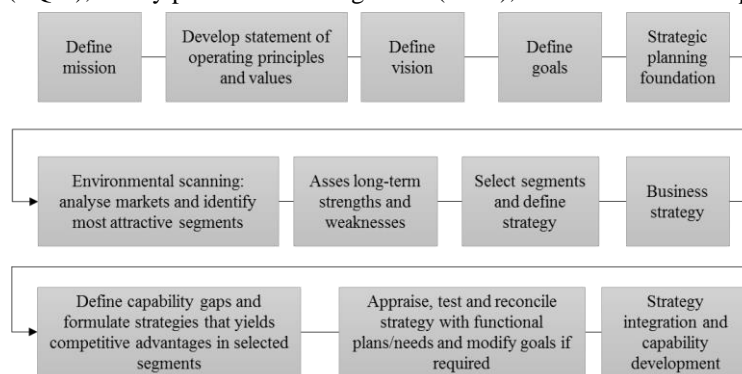 Define
mission
Develop statement of
operating principles
and values
Define
vision
Define
goals
Strategic
planning
foundation
Environmental scanning:
analyse markets and identify
most attractive segments
Asses long-term
strengths and
weaknesses
Select segments
and define
strategy
Business
strategy
Define capability gaps and
formulate strategies that yields
competitive advantages in selected
segments
Appraise, test and reconcile
strategy with functional
plans/needs and modify goals if
required
Strategy
integration and
capability
development